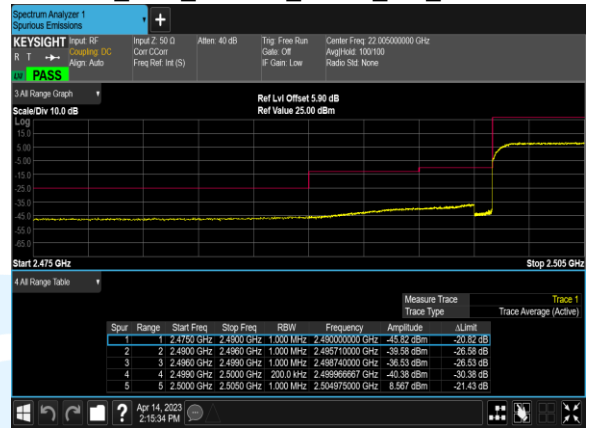 Spectrum Analyzer 1
Spurious Emissions
KEYSIGHT Input: RF Input Z: 50 Ω Atten: 40 dB Trig: Free Run Center Freq: 22.005000000 GHz
R T Coupling: DC Corr CCorr Gate: Off Avg|Hold: 100/100
Align: Auto Freq Ref: Int (S) IF Gain: Low Radio Std: None
PASS
3 All Range Graph Ref Lvl Offset 5.90 dB
Scale/Div 10.0 dB Ref Value 25.00 dBm
Log
15.0
5.00
-5.00
-15.0
-25.0
-35.0
-45.0
-55.0
-65.0
Start 2.475 GHz Stop 2.505 GHz
4 All Range Table
Measure Trace Trace 1
Trace Type Trace Average (Active)
Spur Range Start Freq Stop Freq RBW Frequency Amplitude ΔLimit
1 1 2.4750 GHz 2.4900 GHz 1.000 MHz 2.490000000 GHz -45.82 dBm -20.82 dB
2 2 2.4900 GHz 2.4960 GHz 1.000 MHz 2.495710000 GHz -39.58 dBm -26.58 dB
3 3 2.4960 GHz 2.4990 GHz 1.000 MHz 2.498740000 GHz -36.53 dBm -26.53 dB
4 4 2.4990 GHz 2.5000 GHz 200.0 kHz 2.499966667 GHz -40.38 dBm -30.38 dB
5 5 2.5000 GHz 2.5050 GHz 1.000 MHz 2.504975000 GHz 8.567 dBm -21.43 dB
Apr 14, 2023
2:15:34 PM